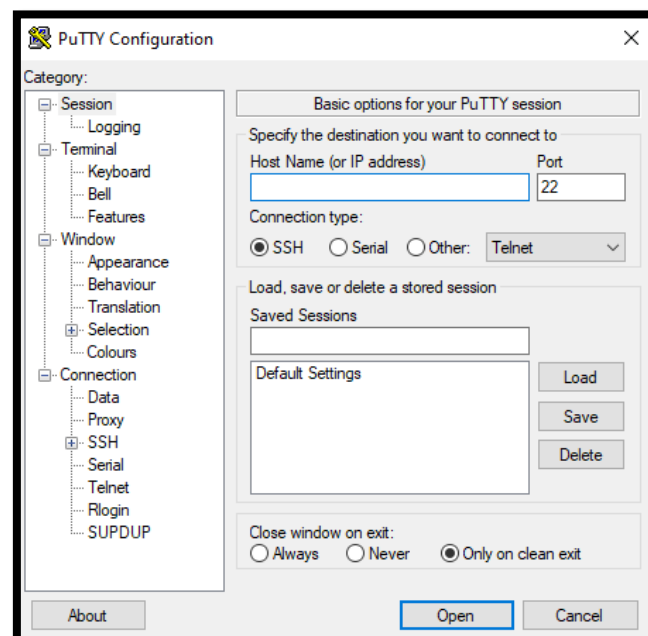 PuTTY Configuration
Category:
Session
Logging
Terminal
Keyboard
Bell
Features
Window
Appearance
Behaviour
Translation
Selection
Colours
Connection
Data
Proxy
SSH
Serial
Telnet
Rlogin
SUPDUP
Basic options for your PuTTY session
Specify the destination you want to connect to
Host Name (or IP address) Port
22
Connection type:
SSH Serial Other: Telnet
Load, save or delete a stored session
Saved Sessions
Default Settings
Load
Save
Delete
Close window on exit:
Always Never Only on clean exit
About Open Cancel